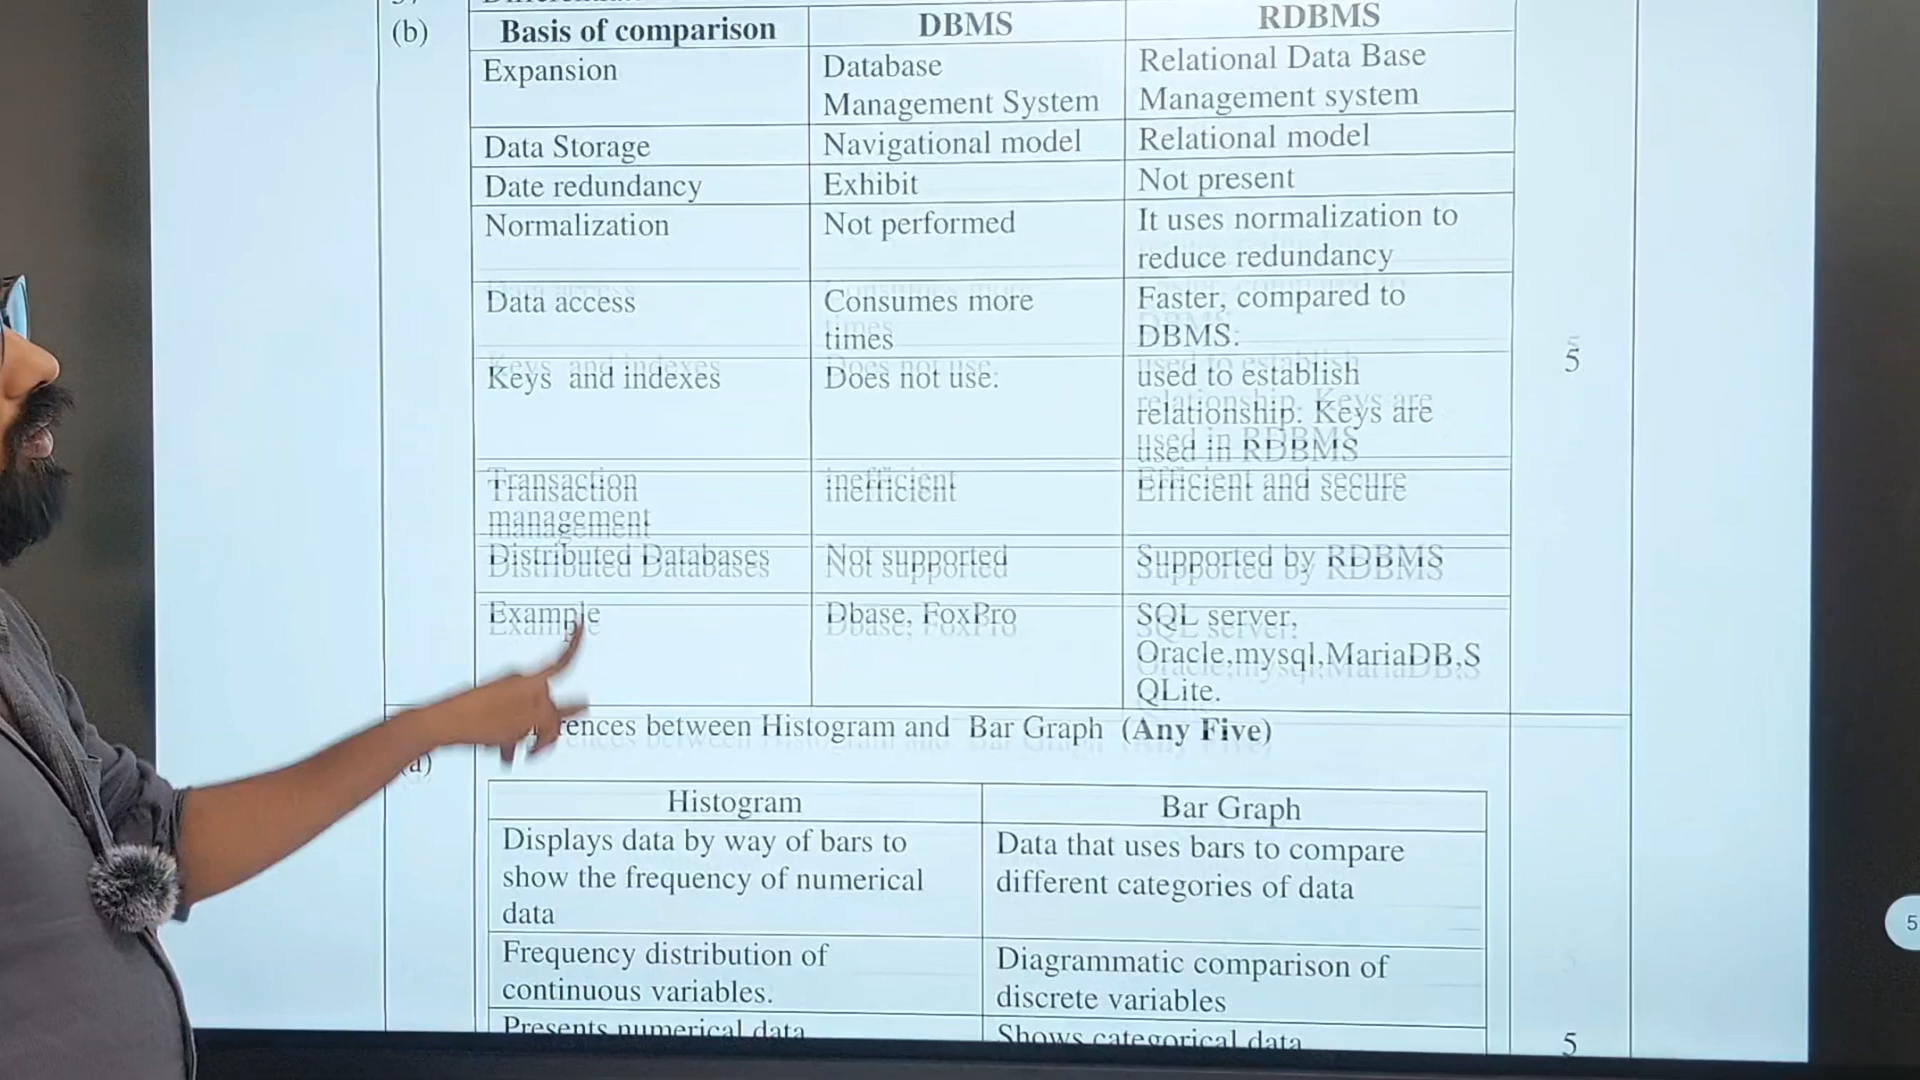 (b)
Basis of comparison DBMS RDBMS
Expansion
Database
Management System
Relational Data Base
Management system
Data Storage Navigational model Relational model
Date redundancy Exhibit Not present
Normalization Not performed
It uses normalization to
reduce redundancy
Data access
Consumes more
times
Faster, compared to
DBMS.
Keys and indexes Does not use.
used to establish
relationship. Keys are
used in RDBMS
5
Transaction
management
inefficient
Efficient and secure
Distributed Databases Not supported Supported by RDBMS
Example Dbase, FoxPro
SQL server,
Oracle,mysql,MariaDB,S
QLite.
between Histogram and Bar Graph (Any Five)
Histogram Bar Graph
Displays data by way of bars to
show the frequency of numerical
data
Data that uses bars to compare
different categories of data
Frequency distribution of
continuous variables.
Diagrammatic comparison of
discrete variables
Presents numerical data
Shows categorical data
5
5